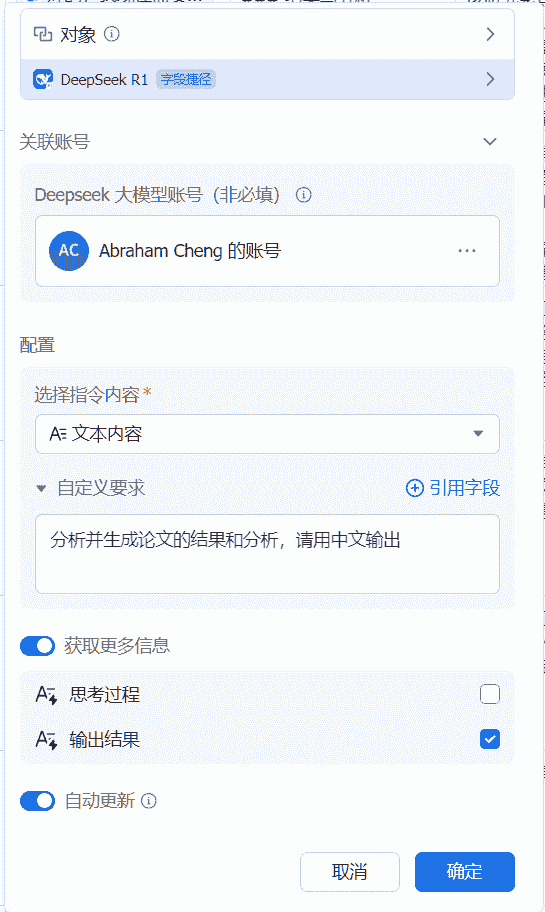 对象
DeepSeek R1 字段捷径
关联账号
Deepseek 大模型账号（非必填）
AC Abraham Cheng 的账号
配置
选择指令内容*
文本内容
自定义要求 引用字段
分析并生成论文的结果和分析，请用中文输出
获取更多信息
思考过程
输出结果
自动更新
取消 确定